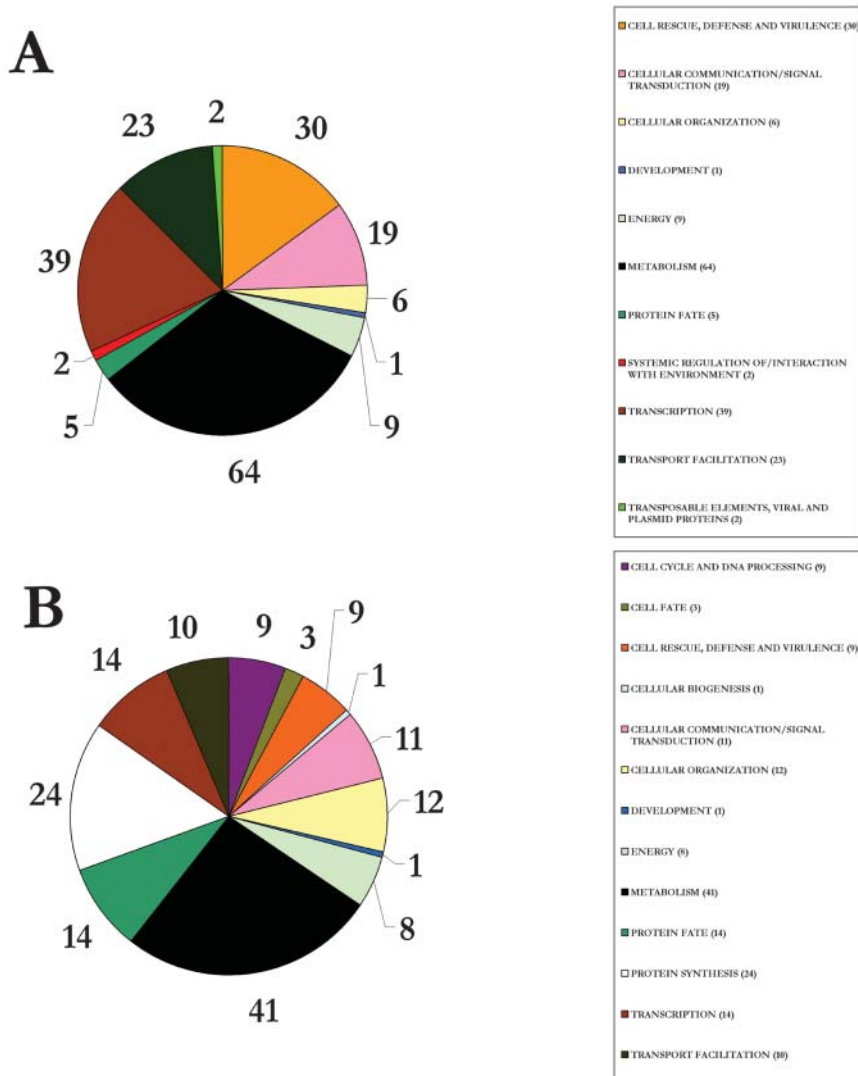 A
2
23
30
19
39
6
2
1
5
9
64
CELL RESCUE, DEFENSE AND VIRULENCE (30)
CELLULAR COMMUNICATION/SIGNAL
TRANSDUCTION (19)
CELLULAR ORGANIZATION (6)
DEVELOPMENT (1)
ENERGY (9)
METABOLISM (64)
PROTEIN FATE (5)
SYSTEMIC REGULATION OF/INTERACTION
WITH ENVIRONMENT (2)
TRANSCRIPTION (39)
TRANSPORT FACILITATION (23)
TRANSPOSABLE ELEMENTS, VIRAL AND
PLASMID PROTEINS (2)
B
10
9
3
9
14
1
11
24
12
1
14
8
41
CELL CYCLE AND DNA PROCESSING (9)
CELL FATE (3)
CELL RESCUE, DEFENSE AND VIRULENCE (9)
CELLULAR BIOGENESIS (1)
CELLULAR COMMUNICATION/SIGNAL
TRANSDUCTION (11)
CELLULAR ORGANIZATION (12)
DEVELOPMENT (1)
ENERGY (8)
METABOLISM (41)
PROTEIN FATE (14)
PROTEIN SYNTHESIS (24)
TRANSCRIPTION (14)
TRANSPORT FACILITATION (10)